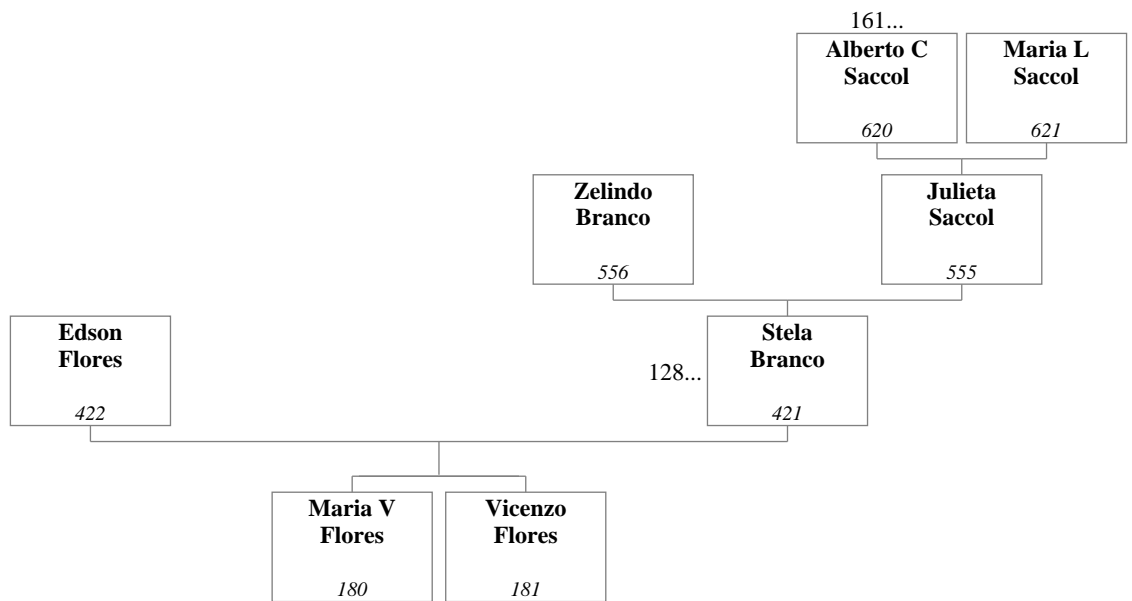 161...
Alberto C
Saccol
620
Maria L
Saccol
621
Zelindo
Branco
556
Julieta
Saccol
555
Edson
Flores
422
128...
Stela
Branco
421
Maria V
Flores
180
Vicenzo
Flores
181